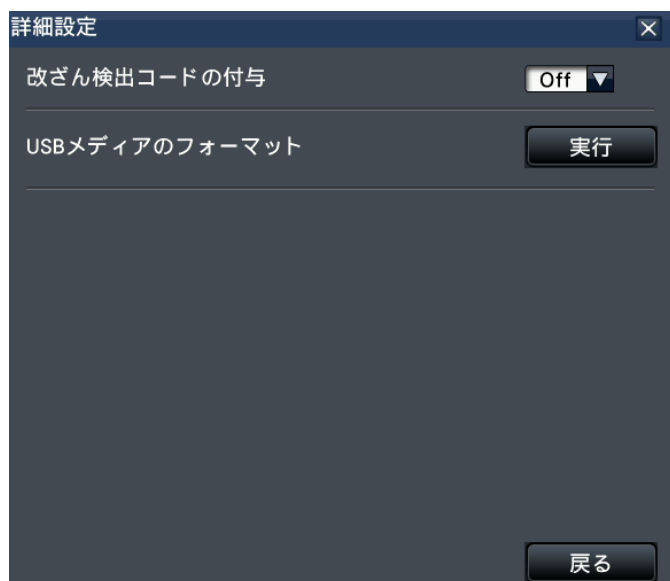 詳細設定
改ざん検出コードの付与
Off
USBメディアのフォーマット
実行
戻る